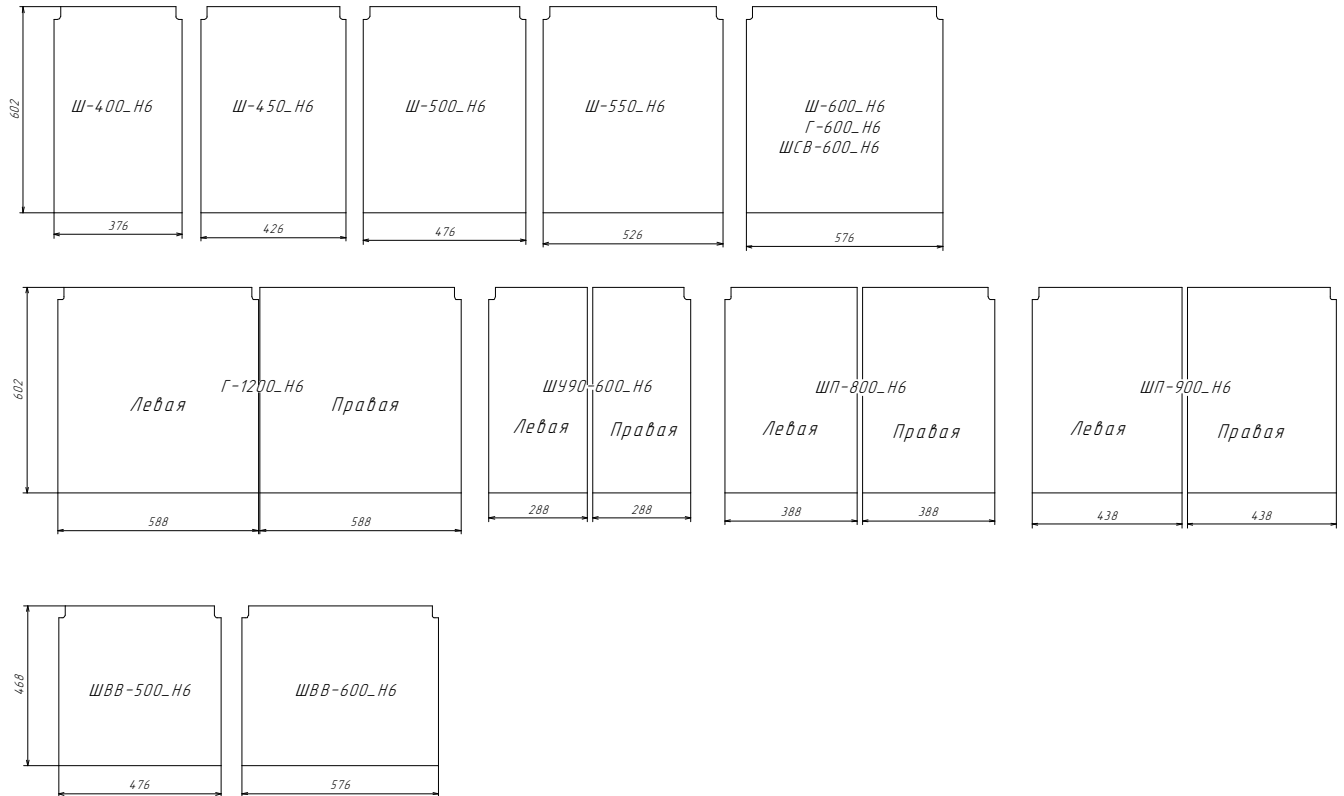 602
Ш-400_Н6
Ш-450_Н6
Ш-500_Н6
Ш-550_Н6
Ш-600_Н6
Г-600_Н6
ШСВ-600_Н6
376
426
476
526
576
602
Г-1200_Н6
Левая
Правая
ШУ90-600_Н6
Левая
Правая
ШП-800_Н6
Левая
Правая
ШП-900_Н6
Левая
Правая
588
588
288
288
388
388
438
438
468
ШВВ-500_Н6
ШВВ-600_Н6
476
576